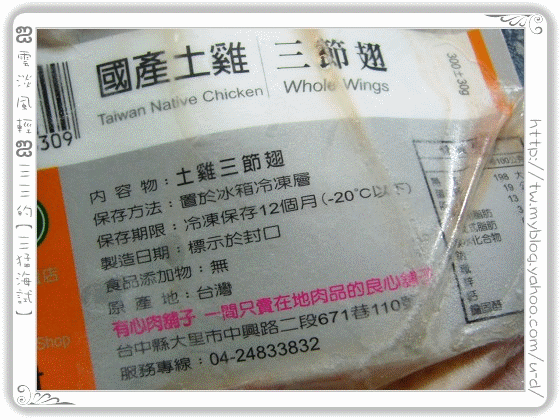 國產土雞 三節翅
Taiwan Native Chicken Whole Wings
300±30g
309
內容物：土雞三節翅
保存方法：置於冰箱冷凍層
保存期限：冷凍保存12個月(-20°C以下)
製造日期：標示於封口
食品添加物：無
原產地：台灣
有心肉舖子 一間只賣在地肉品的良心舖子
台中縣大里市中興路二段671巷110號
服務專線：04-24833832
Shop
雲淡風輕
【三猛海試】
http://tw.myblog.yahoo.com/u-d/